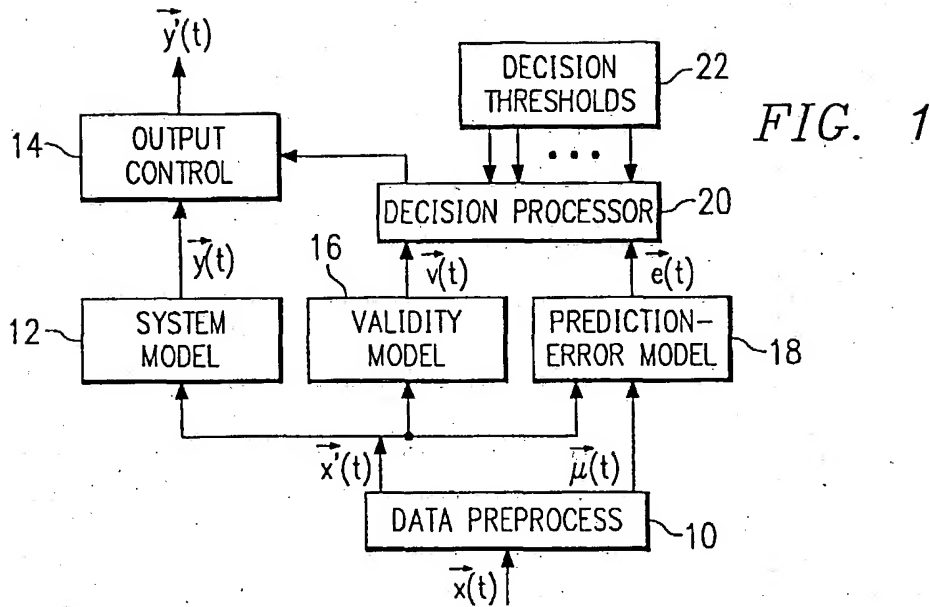 y'(t)
DECISION
THRESHOLDS
22
FIG. 1
14
OUTPUT
CONTROL
• • •
DECISION PROCESSOR
20
y(t)
16
v(t)
e(t)
12
SYSTEM
MODEL
VALIDITY
MODEL
PREDICTION-
ERROR MODEL
18
x'(t)
μ(t)
DATA PREPROCESS
10
x(t)